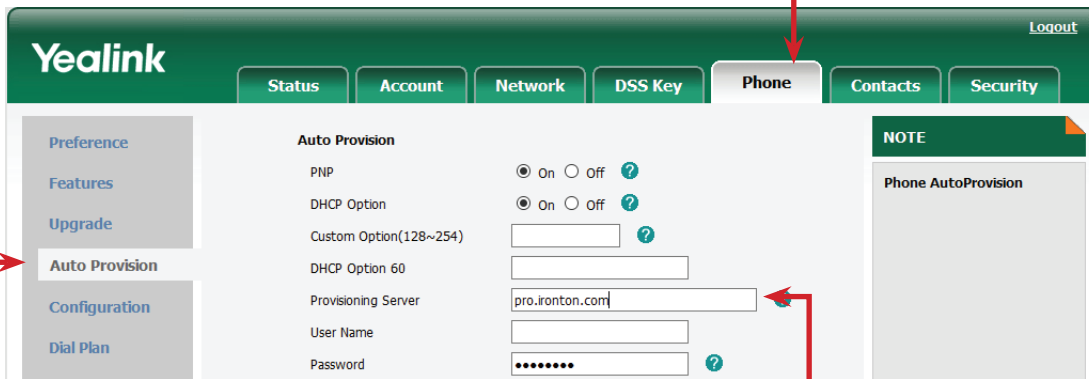 Logout
Yealink
Status Account Network DSS Key Phone Contacts Security
Preference
Features
Upgrade
Auto Provision
Configuration
Dial Plan
Auto Provision
PNP On Off ?
DHCP Option On Off ?
Custom Option(128~254) ?
DHCP Option 60
Provisioning Server pro.ironton.com
User Name
Password •••••••• ?
NOTE
Phone AutoProvision